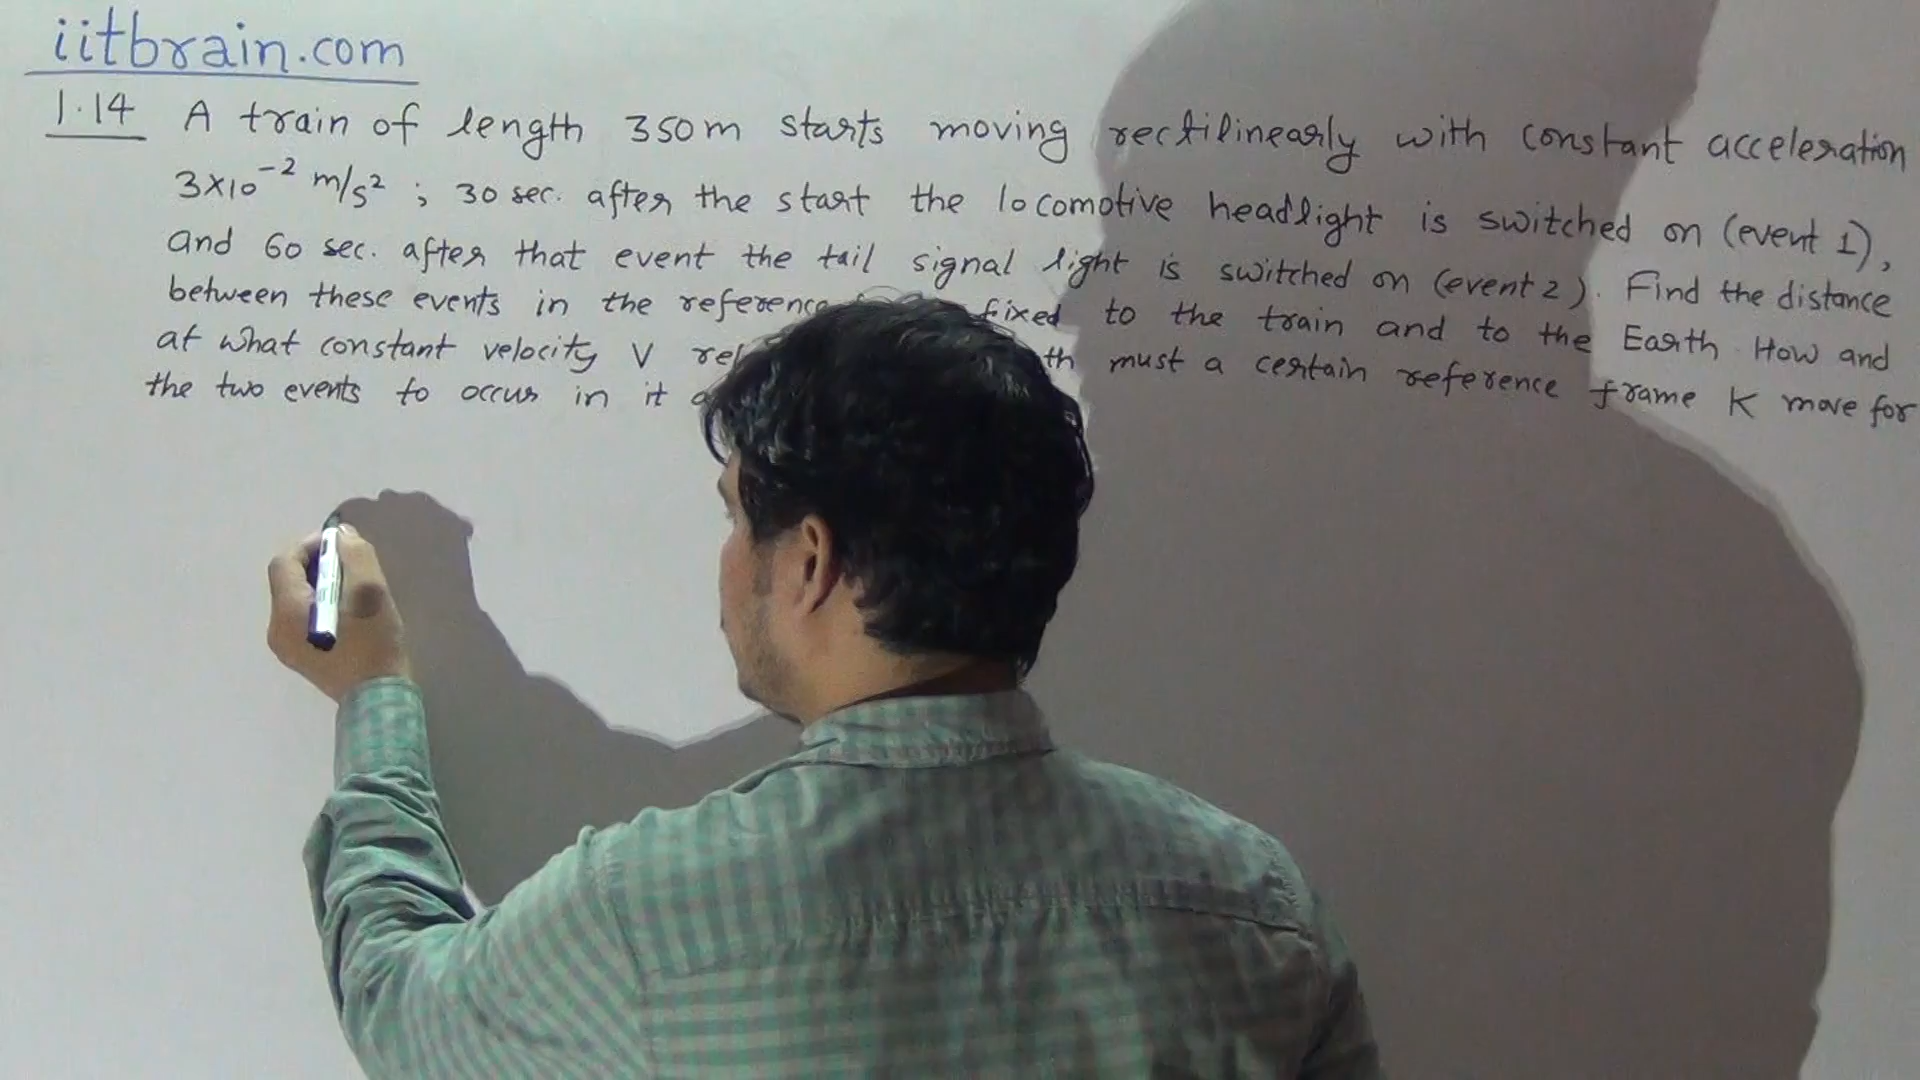 iitbrain.com
1.14 A train of length 350m starts moving rectilinearly with constant acceleration
3×10⁻² m/s² ; 30 sec. after the start the locomotive headlight is switched on (event 1),
and 60 sec. after that event the tail signal light is switched on (event 2). Find the distance
between these events in the reference fixed to the train and to the Earth. How and
at what constant velocity V must a certain reference frame K move for
the two events to occur in it